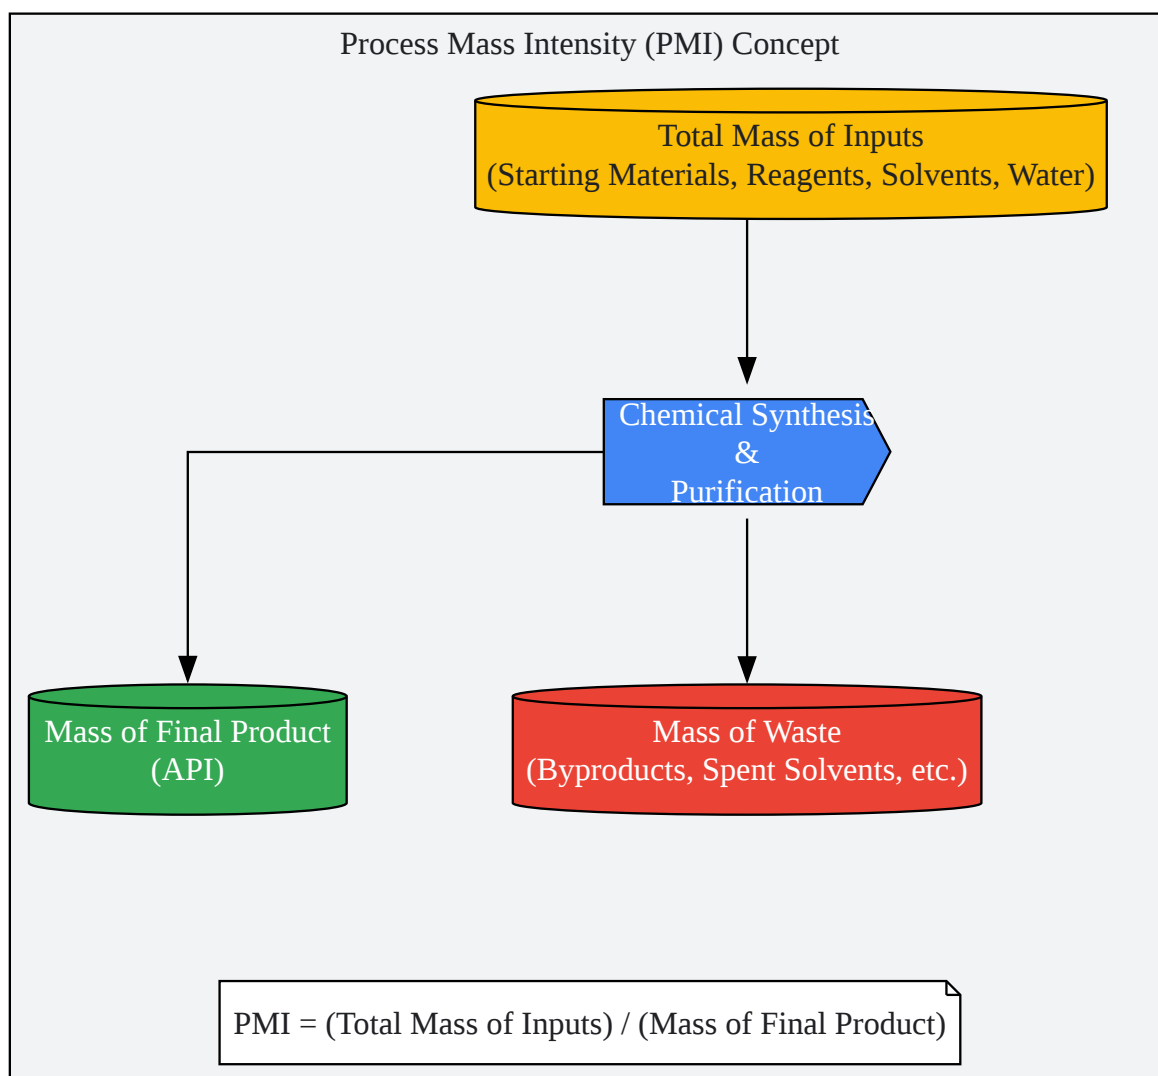 Process Mass Intensity (PMI) Concept
Total Mass of Inputs
(Starting Materials, Reagents, Solvents, Water)
Chemical Synthesis
&
Purification
Mass of Final Product
(API)
Mass of Waste
(Byproducts, Spent Solvents, etc.)
PMI = (Total Mass of Inputs) / (Mass of Final Product)